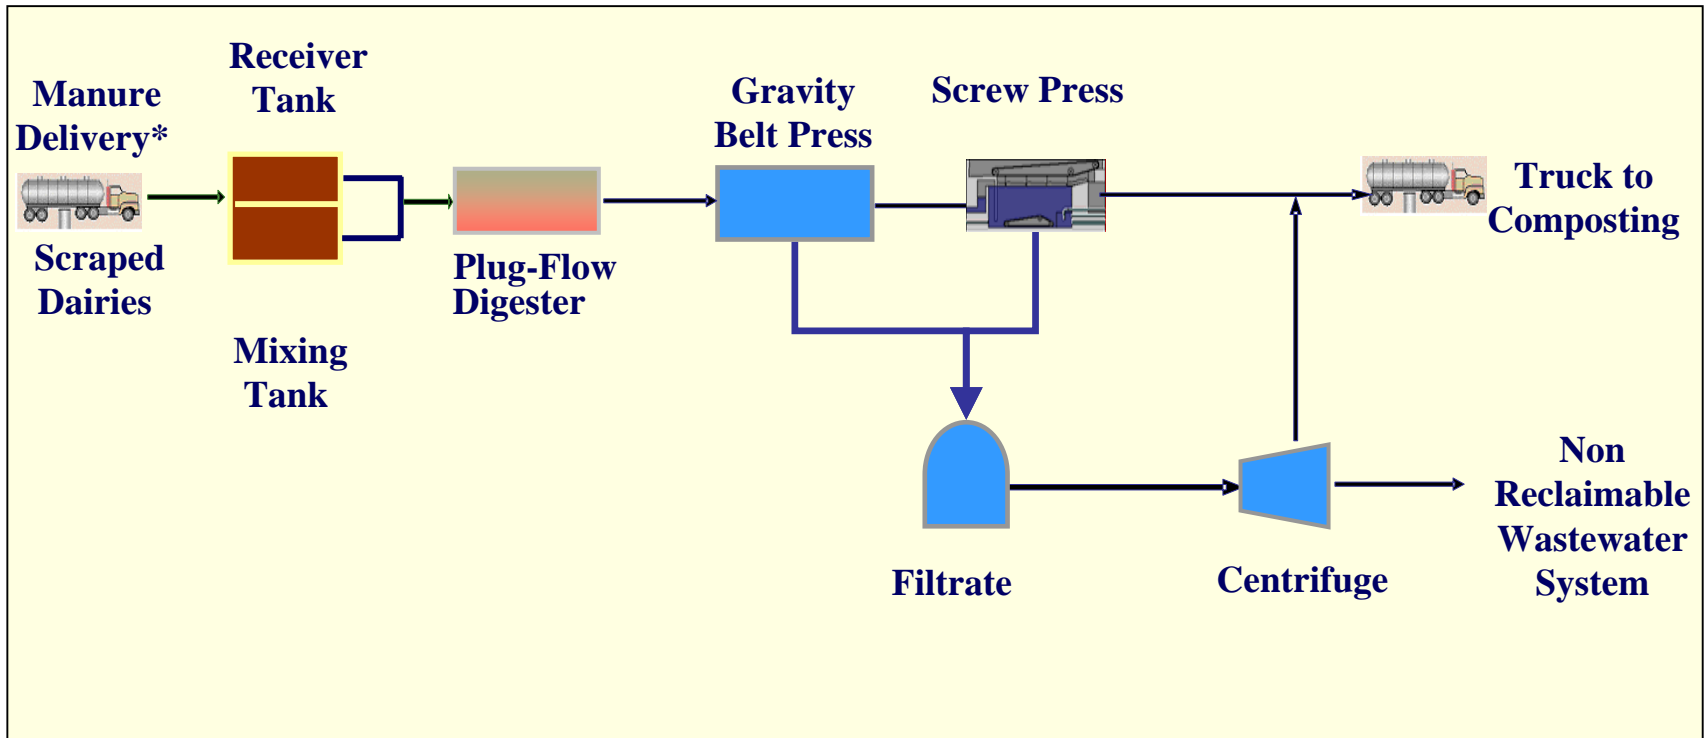 Manure
Delivery*
Scraped
Dairies
Receiver
Tank
Mixing
Tank
Plug-Flow
Digester
Gravity
Belt Press
Screw Press
Truck to
Composting
Filtrate
Centrifuge
Non
Reclaimable
Wastewater
System